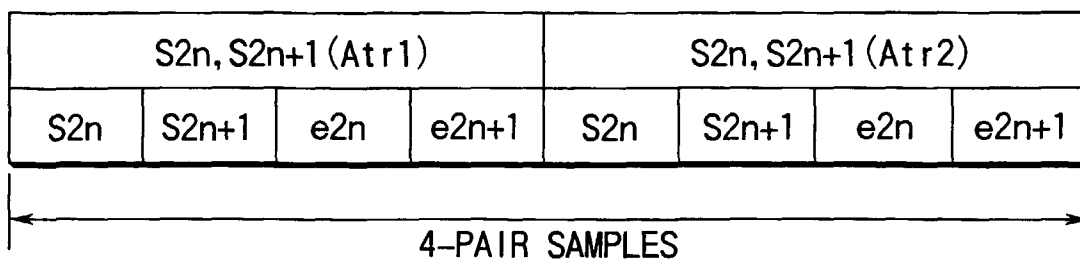 S2n, S2n+1 (Atr1) S2n, S2n+1 (Atr2)
S2n S2n+1 e2n e2n+1 S2n S2n+1 e2n e2n+1
4-PAIR SAMPLES